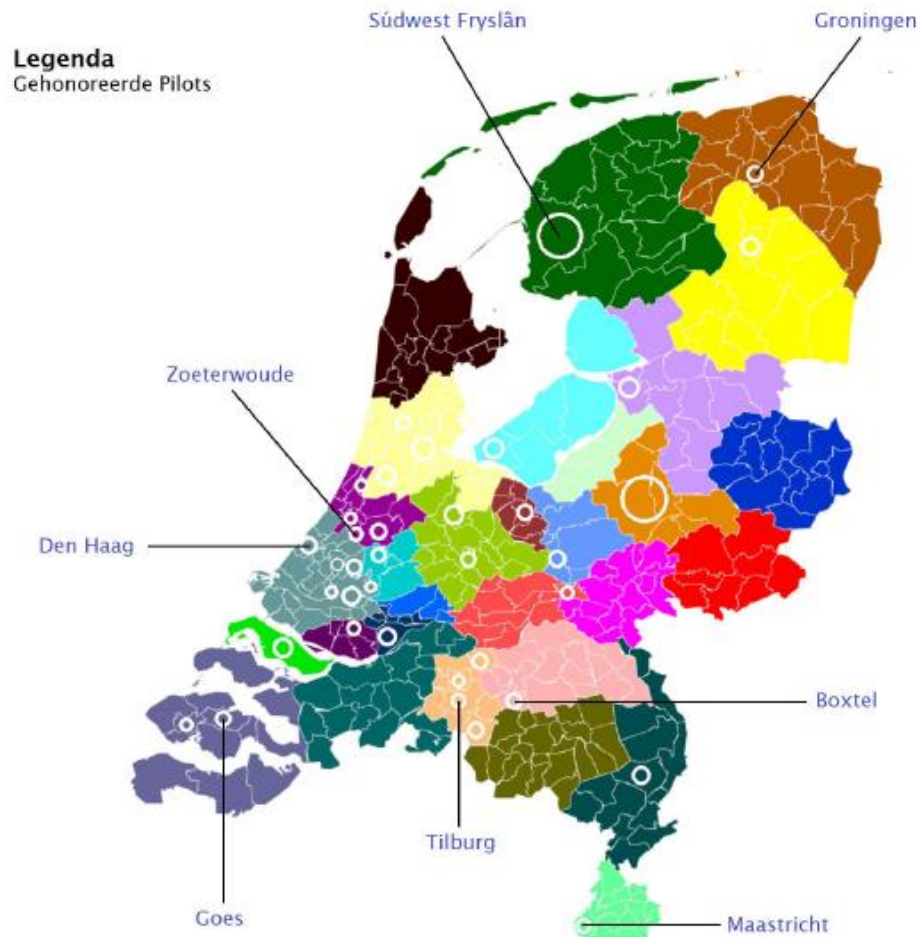 Súdwest Fryslân
Groningen
Legenda
Gehonoreerde Pilots
Zoeterwoude
Den Haag
Boxtel
Tilburg
Goes
Maastricht